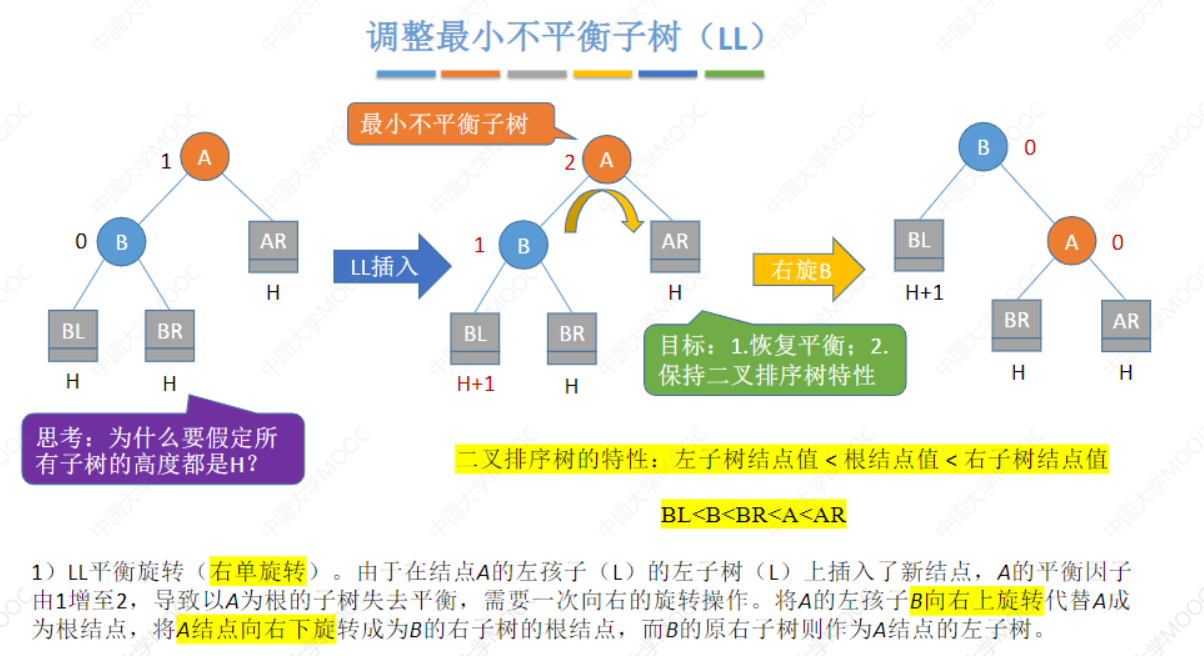 调整最小不平衡子树（LL）
最小不平衡子树
1 A
2 A
B 0
0 B
AR
H
LL插入
1 B
AR
H
右旋B
BL
H+1
A 0
BL
H
BR
H
BL
H+1
BR
H
BR
H
AR
H
目标：1.恢复平衡；2.
保持二叉排序树特性
思考：为什么要假定所
有子树的高度都是H？
二叉排序树的特性：左子树结点值 < 根结点值 < 右子树结点值
BL<B<BR<A<AR
1）LL平衡旋转（右单旋转）。由于在结点A的左孩子（L）的左子树（L）上插入了新结点，A的平衡因子
由1增至2，导致以A为根的子树失去平衡，需要一次向右的旋转操作。将A的左孩子B向右上旋转代替A成
为根结点，将A结点向右下旋转成为B的右子树的根结点，而B的原右子树则作为A结点的左子树。
中国大学MOOC